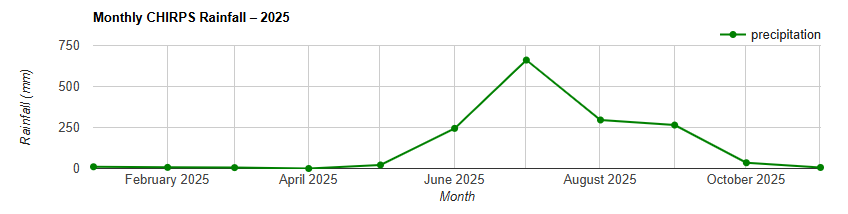 Monthly CHIRPS Rainfall – 2025
precipitation
750
500
250
0
Rainfall (mm)
February 2025 April 2025 June 2025 August 2025 October 2025
Month